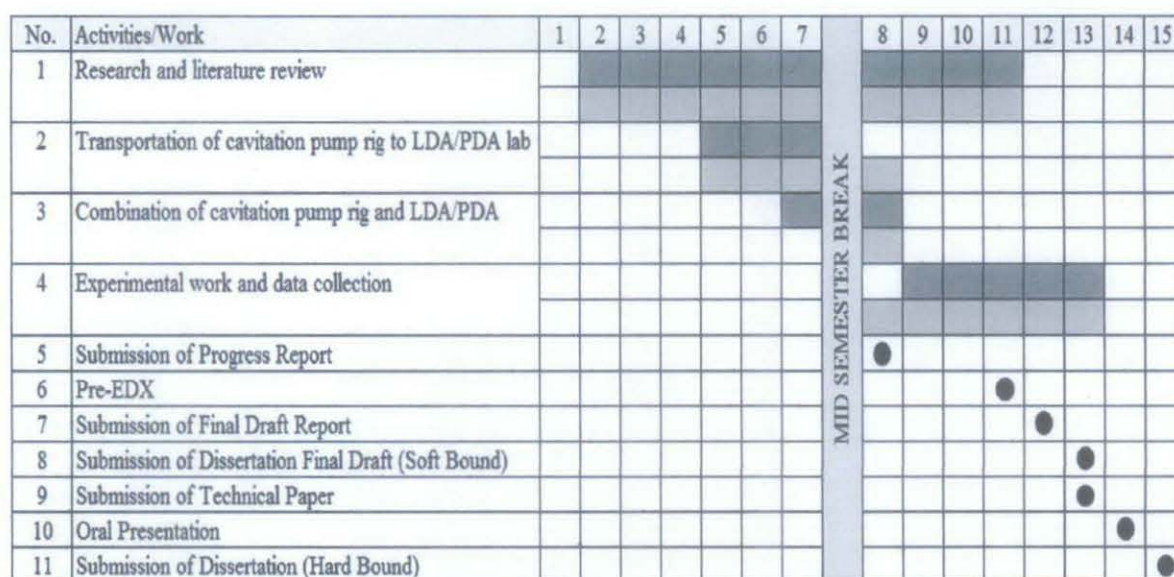 No. Activities/Work 1 2 3 4 5 6 7 8 9 10 11 12 13 14 15
1 Research and literature review
2 Transportation of cavitation pump rig to LDA/PDA lab
3 Combination of cavitation pump rig and LDA/PDA
4 Experimental work and data collection
5 Submission of Progress Report
6 Pre-EDX
7 Submission of Final Draft Report
8 Submission of Dissertation Final Draft (Soft Bound)
9 Submission of Technical Paper
10 Oral Presentation
11 Submission of Dissertation (Hard Bound)
MID SEMESTER BREAK